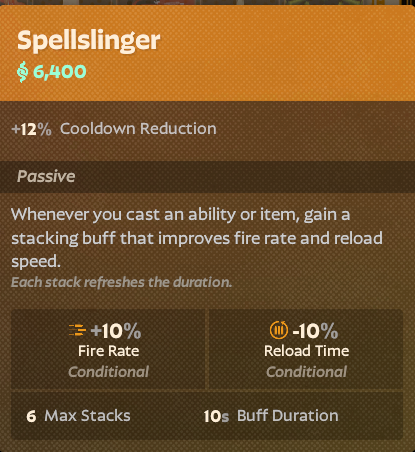 Spellslinger
6,400
+12% Cooldown Reduction
Passive
Whenever you cast an ability or item, gain a
stacking buff that improves fire rate and reload
speed.
Each stack refreshes the duration.
+10%
Fire Rate
Conditional
-10%
Reload Time
Conditional
6 Max Stacks
10s Buff Duration